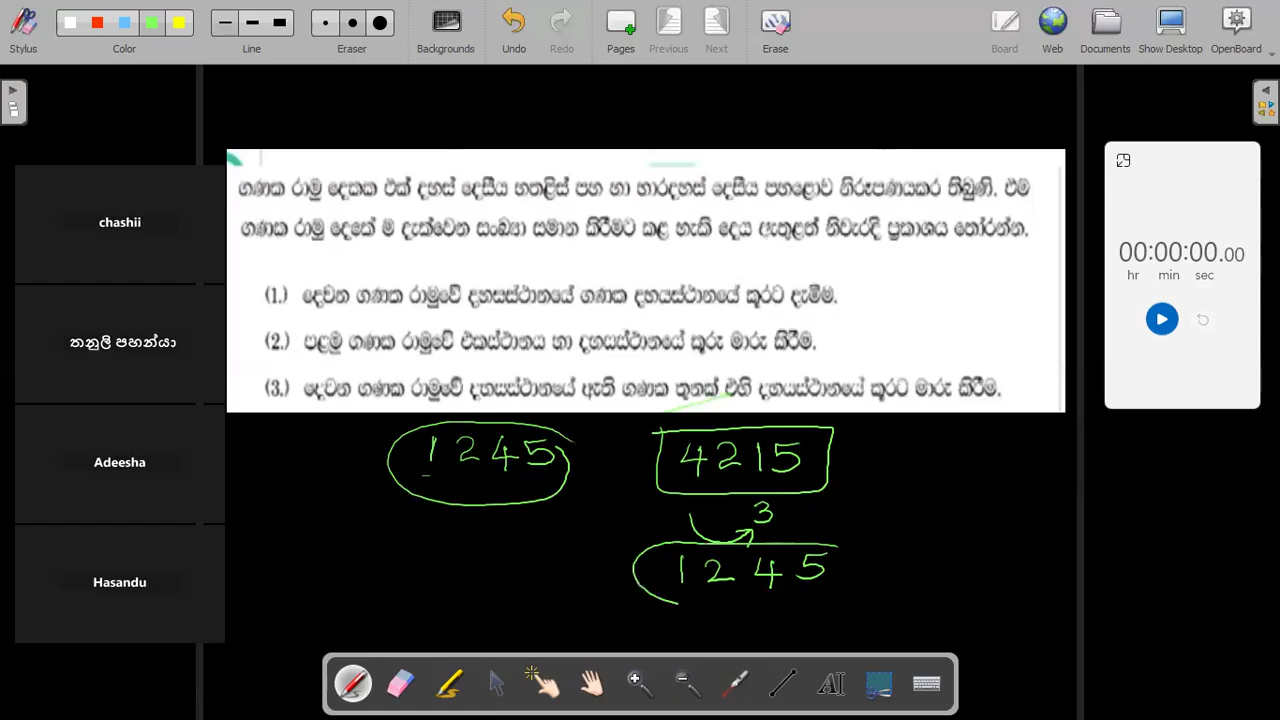 Stylus Color Line Eraser Backgrounds Undo Redo Pages Previous Next Erase Board Web Documents Show Desktop OpenBoard
chashii
තනුලි පහන්යා
Adeesha
Hasandu
ගණක රාමු දෙකක එක් දහස් දෙසීය හතළිස් පහ හා හාරදහස් දෙසීය පහළොව නිරූපණයකර තිබුණි. එම
ගණක රාමු දෙකේ ම දැක්වෙන සංඛ්‍යා සමාන කිරීමට කළ හැකි දෙය ඇතුළත් නිවැරදි ප්‍රකාශය තෝරන්න.
(1.) දෙවන ගණක රාමුවේ දහසස්ථානයේ ගණක දහයස්ථානයේ කූරට දැමීම.
(2.) පළමු ගණක රාමුවේ එකස්ථානය හා දහයස්ථානයේ කූරු මාරු කිරීම.
(3.) දෙවන ගණක රාමුවේ දහසස්ථානයේ ඇති ගණක තුනක් එහි දහයස්ථානයේ කූරට මාරු කිරීම.
1245 4215
3
1245
00:00:00.00
hr min sec
AI